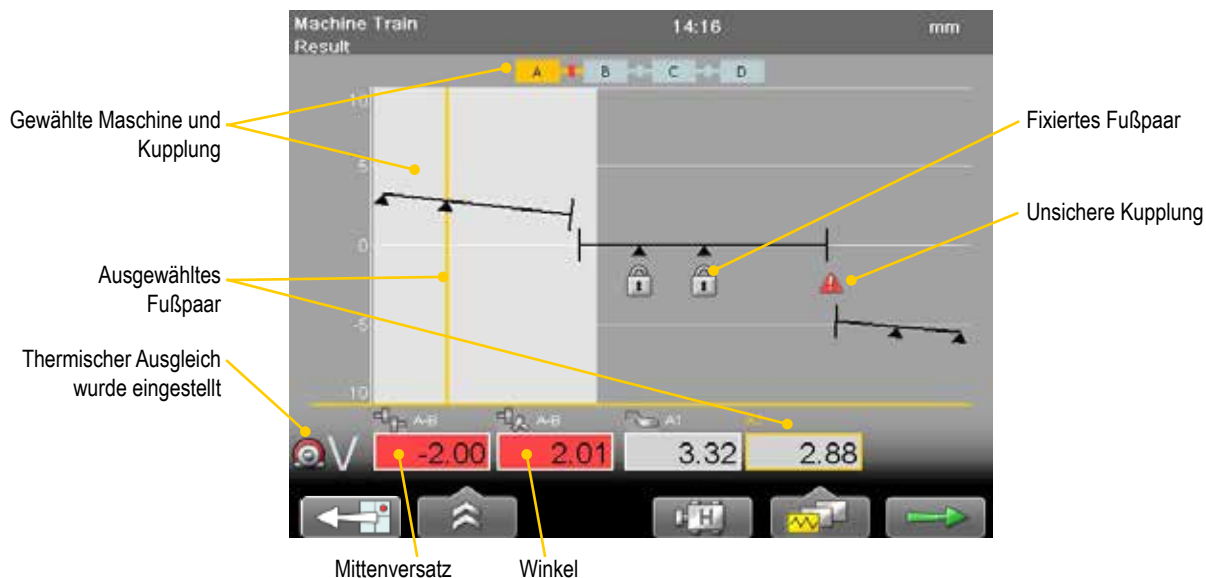 Machine Train
14:16
mm
Result
A
B
C
D
Gewählte Maschine und
Kupplung
Fixiertes Fußpaar
Unsichere Kupplung
Ausgewähltes
Fußpaar
Thermischer Ausgleich
wurde eingestellt
10
5
0
-5
10
A-B
A-B
A1
V
-2.00
2.01
3.32
2.88
H
Mittenversatz
Winkel